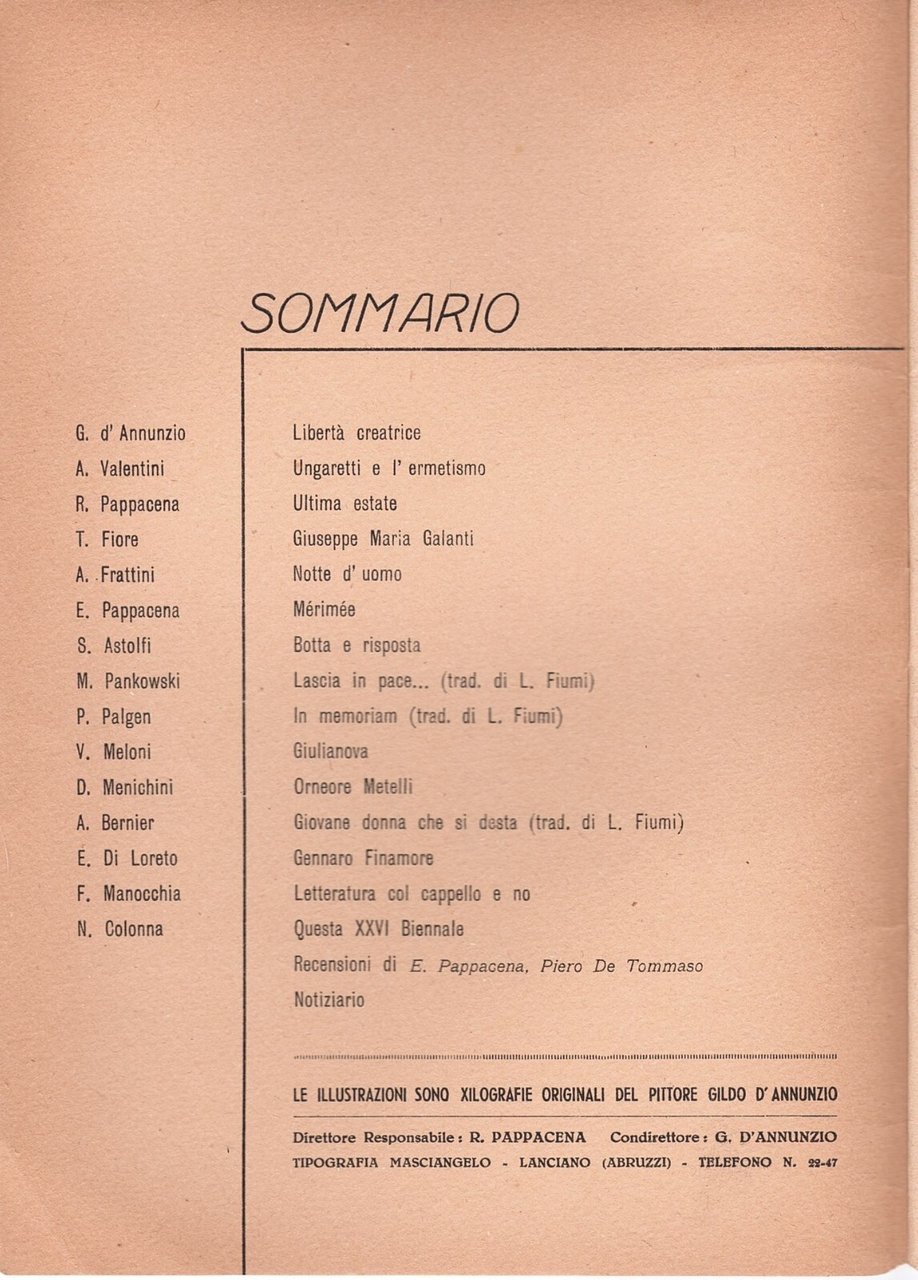 SOMMARIO
G. d' Annunzio Libertà creatrice
A. Valentini Ungaretti e l' ermetismo
R. Pappacena Ultima estate
T. Fiore Giuseppe Maria Galanti
A. Frattini Notte d' uomo
E. Pappacena Mérimée
S. Astolfi Botta e risposta
M. Pankowski Lascia in pace... (trad. di L. Fiumi)
P. Palgen In memoriam (trad. di L. Fiumi)
V. Meloni Giulianova
D. Menichini Orneore Metelli
A. Bernier Giovane donna che si desta (trad. di L. Fiumi)
E. Di Loreto Gennaro Finamore
F. Manocchia Letteratura col cappello e no
N. Colonna Questa XXVI Biennale
Recensioni di E. Pappacena, Piero De Tommaso
Notiziario
LE ILLUSTRAZIONI SONO XILOGRAFIE ORIGINALI DEL PITTORE GILDO D' ANNUNZIO
Direttore Responsabile : R. PAPPACENA Condirettore : G. D'ANNUNZIO
TIPOGRAFIA MASCIANGELO - LANCIANO (ABRUZZI) - TELEFONO N. 22-47